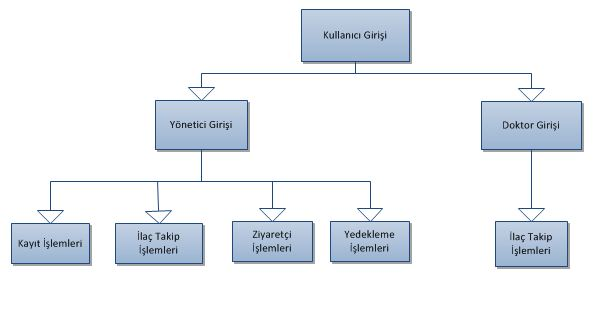 Kullanıcı Girişi
Yönetici Girişi
Doktor Girişi
Kayıt İşlemleri
İlaç Takip
İşlemleri
Ziyaretçi
İşlemleri
Yedekleme
İşlemleri
İlaç Takip
İşlemleri